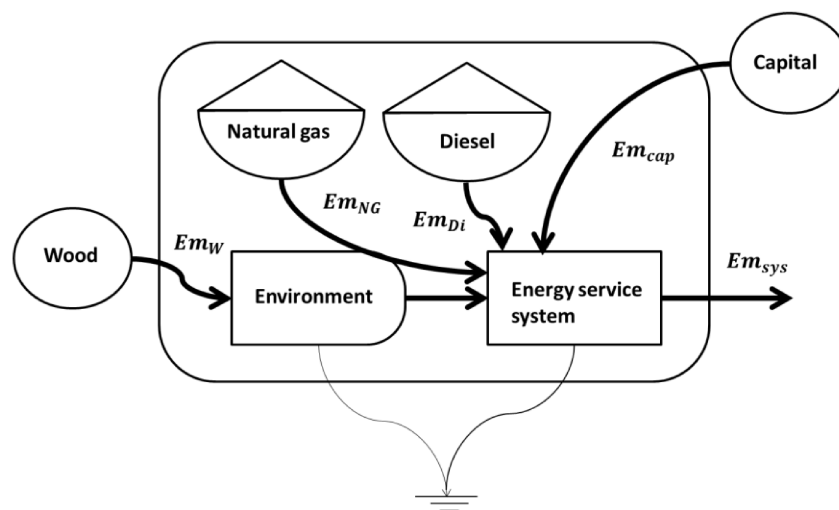 Capital
Natural gas
Diesel
Em_cap
Em_NG
Em_Di
Wood
Em_W
Em_sys
Environment
Energy service
system